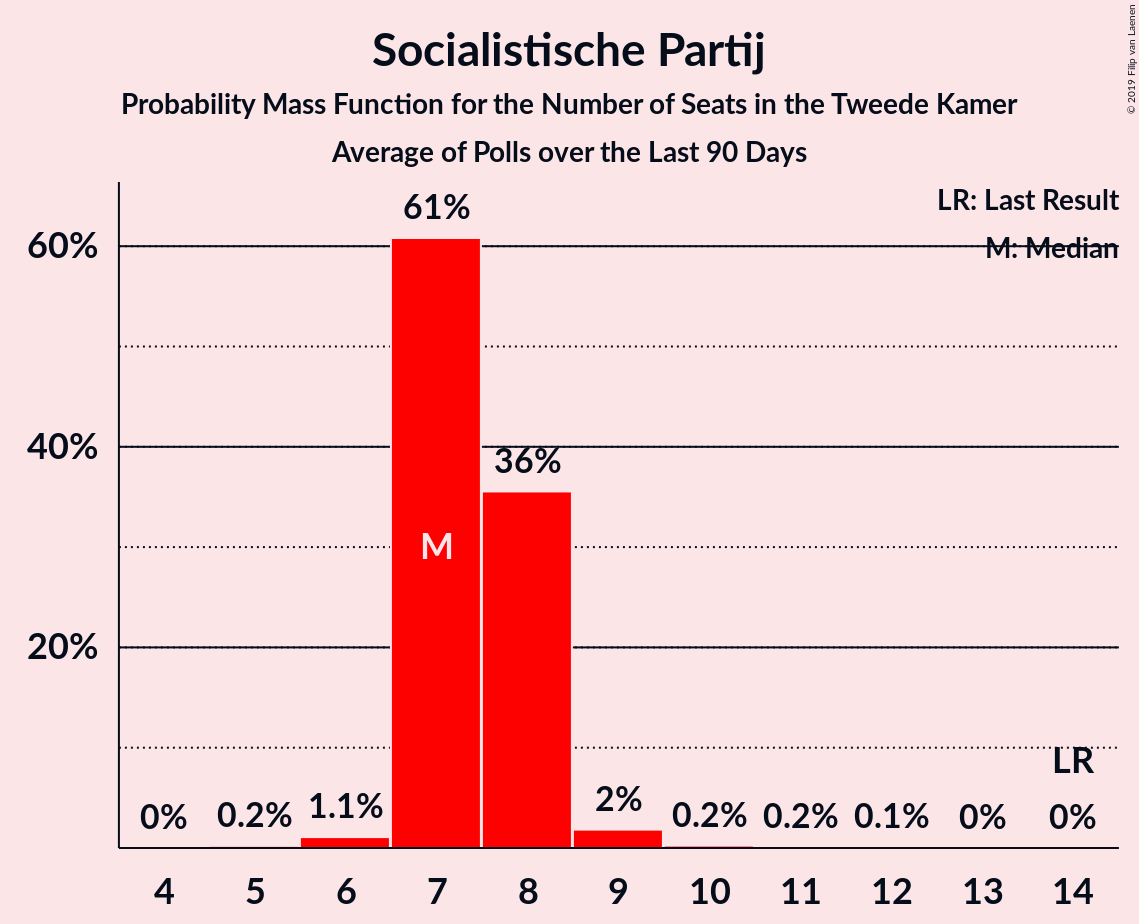 Socialistische Partij
Probability Mass Function for the Number of Seats in the Tweede Kamer
Average of Polls over the Last 90 Days
© 2019 Filip van Laenen
LR: Last Result
M: Median
61%
60%
40%
36%
M
20%
LR
0% 0.2% 1.1% 2% 0.2% 0.2% 0.1% 0% 0%
4 5 6 7 8 9 10 11 12 13 14